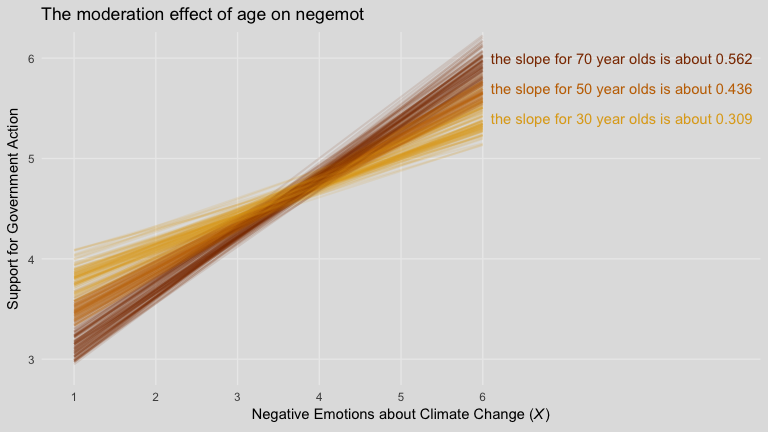 The moderation effect of age on negemot
6
the slope for 70 year olds is about 0.562
the slope for 50 year olds is about 0.436
the slope for 30 year olds is about 0.309
5
4
3
Support for Government Action
1 2 3 4 5 6
Negative Emotions about Climate Change (X)